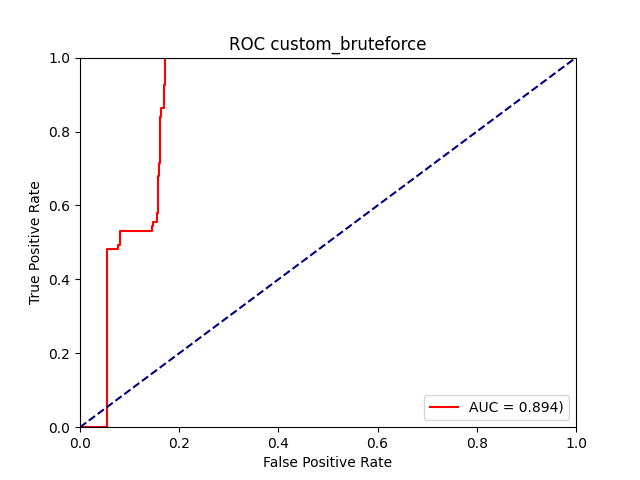 ROC custom_bruteforce
1.0
0.8
0.6
0.4
0.2
0.0
True Positive Rate
0.0 0.2 0.4 0.6 0.8 1.0
False Positive Rate
AUC = 0.894)